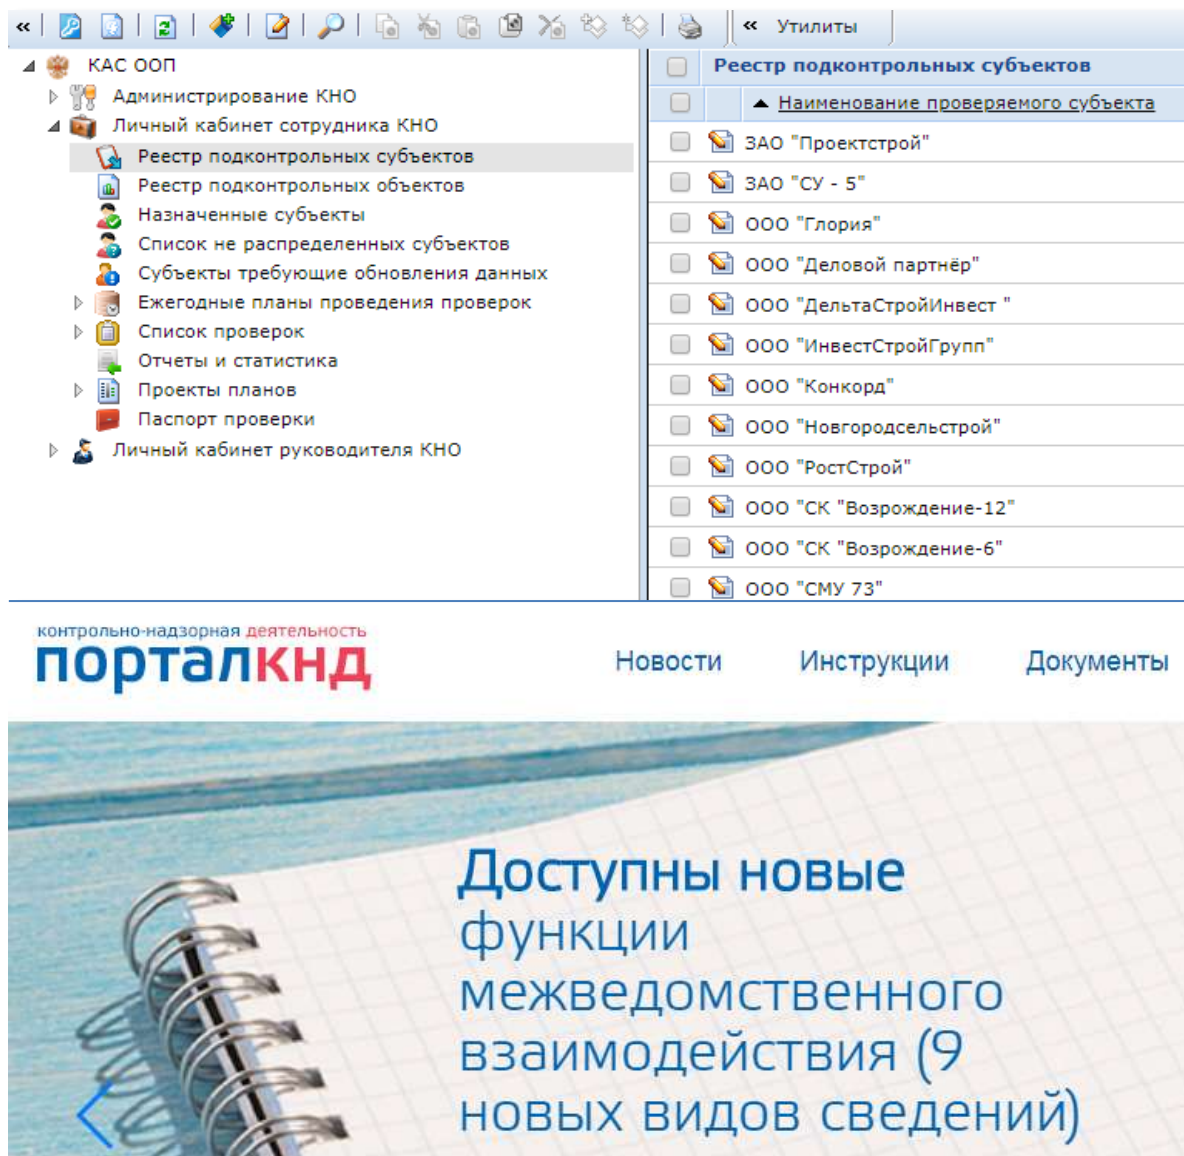 « Утилиты
КАС ООП
Администрирование КНО
Личный кабинет сотрудника КНО
Реестр подконтрольных субъектов
Реестр подконтрольных объектов
Назначенные субъекты
Список не распределенных субъектов
Субъекты требующие обновления данных
Ежегодные планы проведения проверок
Список проверок
Отчеты и статистика
Проекты планов
Паспорт проверки
Личный кабинет руководителя КНО
Реестр подконтрольных субъектов
Наименование проверяемого субъекта
ЗАО "Проектстрой"
ЗАО "СУ - 5"
ООО "Глория"
ООО "Деловой партнёр"
ООО "ДельтаСтройИнвест "
ООО "ИнвестСтройГрупп"
ООО "Конкорд"
ООО "Новгородсельстрой"
ООО "РостСтрой"
ООО "СК "Возрождение-12"
ООО "СК "Возрождение-6"
ООО "СМУ 73"
контрольно-надзорная деятельность
порталкнд
Новости Инструкции Документы
Доступны новые
функции
межведомственного
взаимодействия (9
новых видов сведений)